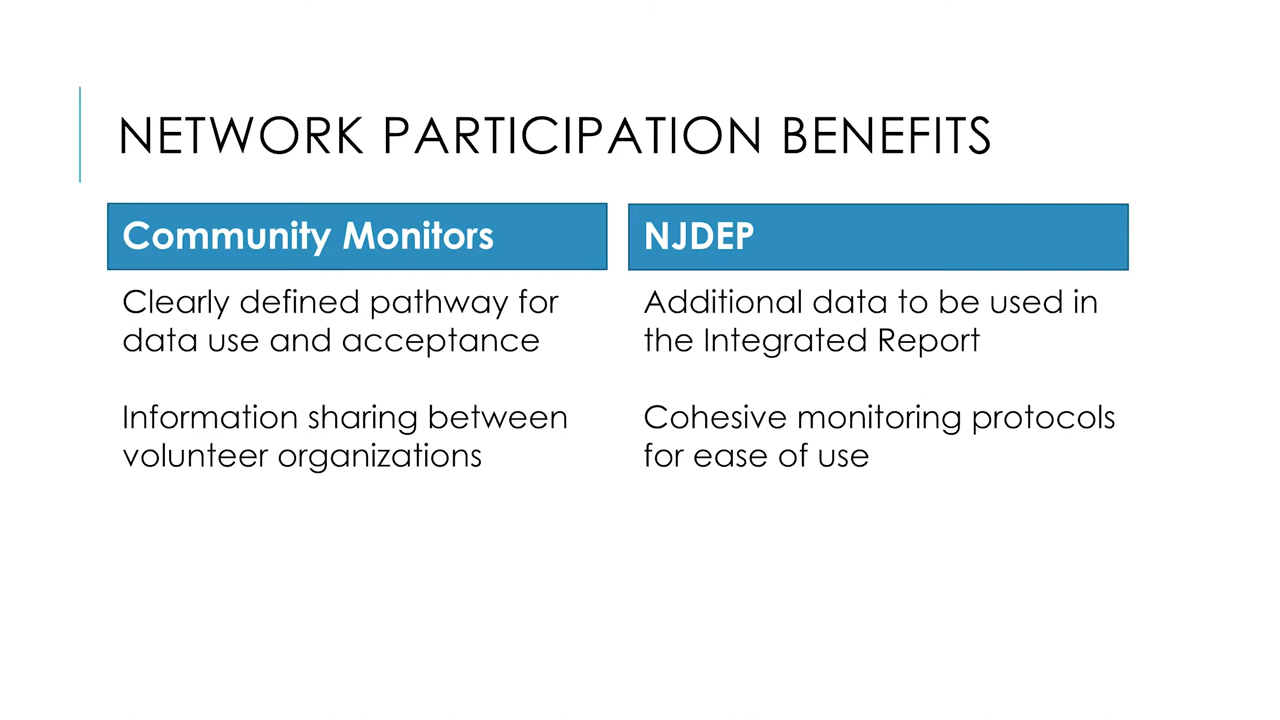 NETWORK PARTICIPATION BENEFITS
Community Monitors
Clearly defined pathway for
data use and acceptance
Information sharing between
volunteer organizations
NJDEP
Additional data to be used in
the Integrated Report
Cohesive monitoring protocols
for ease of use